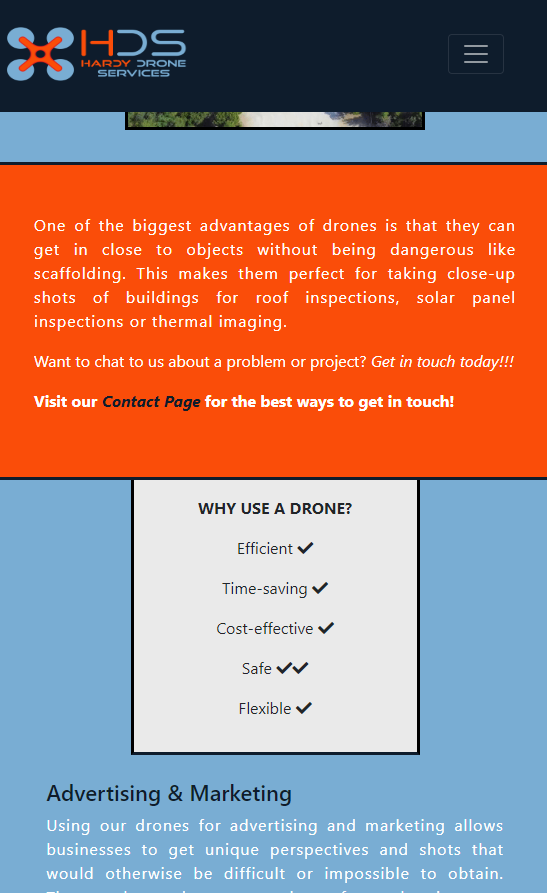 HDS
HARDY DRONE
SERVICES
One of the biggest advantages of drones is that they can
get in close to objects without being dangerous like
scaffolding. This makes them perfect for taking close-up
shots of buildings for roof inspections, solar panel
inspections or thermal imaging.
Want to chat to us about a problem or project? Get in touch today!!!
Visit our Contact Page for the best ways to get in touch!
WHY USE A DRONE?
Efficient ✔
Time-saving ✔
Cost-effective ✔
Safe ✔✔
Flexible ✔
Advertising & Marketing
Using our drones for advertising and marketing allows
businesses to get unique perspectives and shots that
would otherwise be difficult or impossible to obtain.